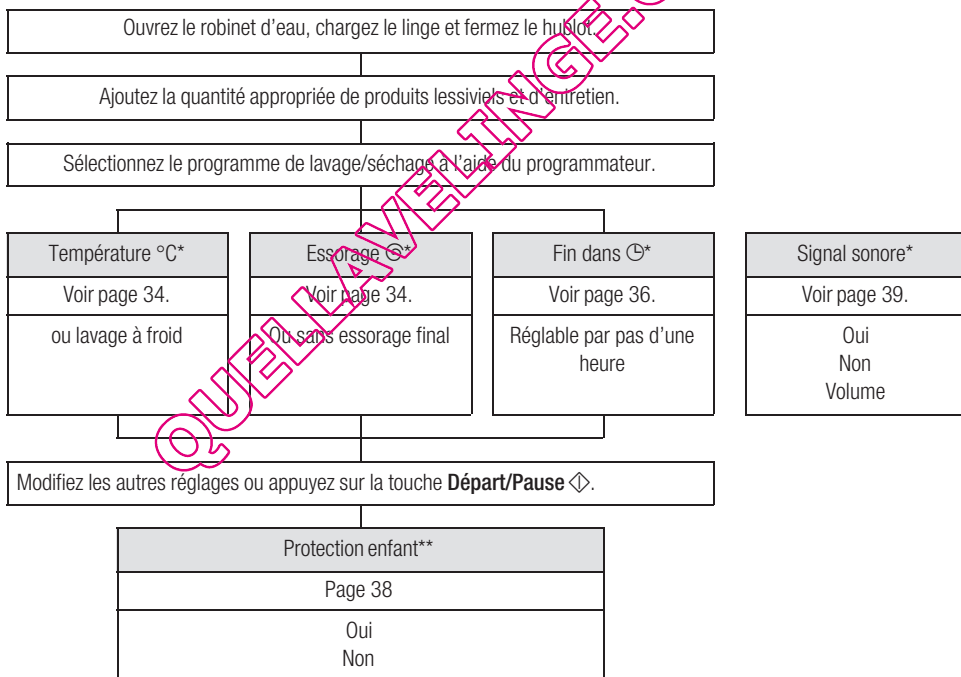 Ouvrez le robinet d'eau, chargez le linge et fermez le hublot.
Ajoutez la quantité appropriée de produits lessiviels et d'entretien.
Sélectionnez le programme de lavage/séchage à l'aide du programmateur.
Température °C*
Voir page 34.
ou lavage à froid
Essorage *
Voir page 34.
Ou sans essorage final
Fin dans *
Voir page 36.
Réglable par pas d'une
heure
Signal sonore*
Voir page 39.
Oui
Non
Volume
Modifiez les autres réglages ou appuyez sur la touche Départ/Pause.
Protection enfant**
Page 38
Oui
Non
QUELLAVELINGE.